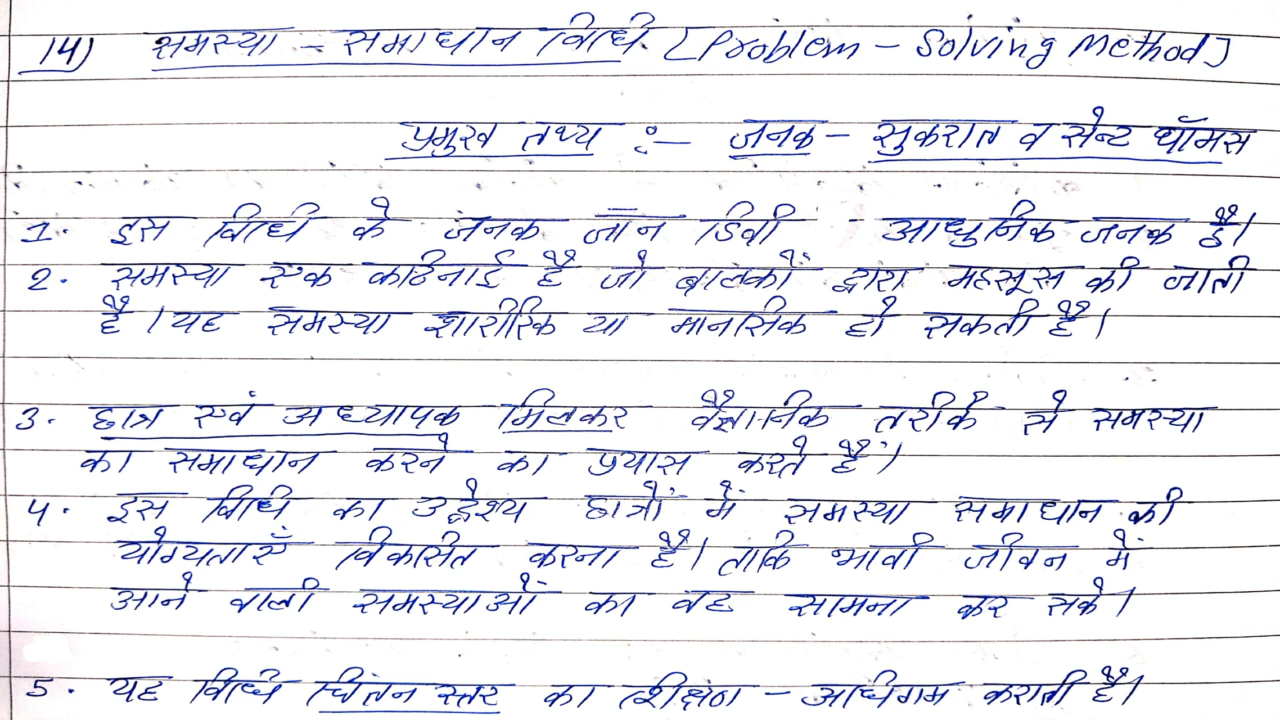 14) समस्या - समाधान विधि [Problem - Solving Method]
प्रमुख तथ्य :- जनक - सुकरात व सेन्ट थॉमस
1. इस विधि के जनक जॉन डिवी आधुनिक जनक है।
2. समस्या एक कठिनाई है जो बालकों द्वारा महसूस की जाती
है। यह समस्या शारीरिक या मानसिक हो सकती है।
3. छात्र एवं अध्यापक मिलकर वैज्ञानिक तरीके से समस्या
का समाधान करने का प्रयास करते हैं।
4. इस विधि का उद्देश्य छात्रों में समस्या समाधान की
योग्यताएँ विकासित करना है। ताकि भावी जीवन में
आने वाली समस्याओं का वह सामना कर सके।
5. यह विधि चिंतन स्तर का शिक्षण - अधिगम कराती है।